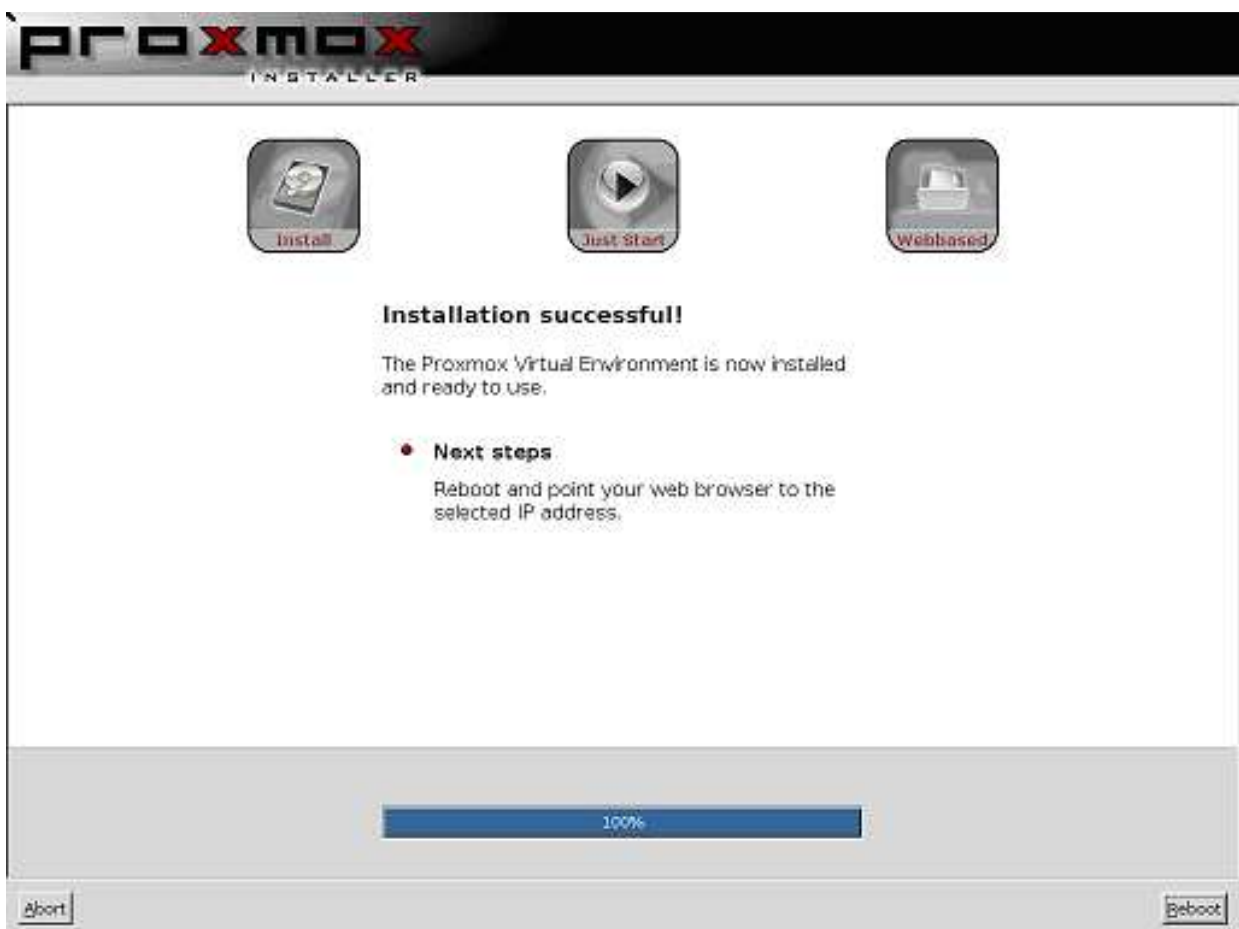 proxmox
INSTALLER
Install
Just Start
Webbased
Installation successful!
The Proxmox Virtual Environment is now installed
and ready to use.
Next steps
Reboot and point your web browser to the
selected IP address.
100%
Abort
Reboot